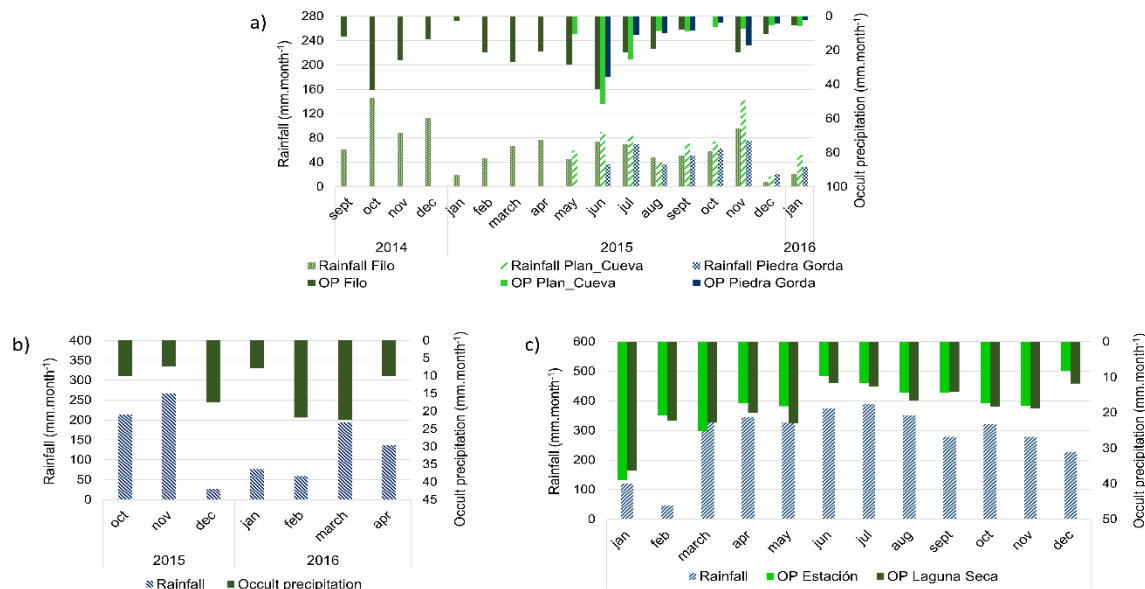 a)
Rainfall (mm.month⁻¹)
280
240
200
160
120
80
40
0
0
20
40
60
80
100
Occult precipitation (mm.month⁻¹)
sept oct nov dec jan feb march apr may jun jul aug sept oct nov dec jan
2014 2015 2016
Rainfall Filo Rainfall Plan_Cueva Rainfall Piedra Gorda
OP Filo OP Plan_Cueva OP Piedra Gorda
b)
Rainfall (mm.month⁻¹)
400
350
300
250
200
150
100
50
0
0
5
10
15
20
25
30
35
40
45
Occult precipitation (mm.month⁻¹)
oct nov dec jan feb march apr
2015 2016
Rainfall Occult precipitation
c)
Rainfall (mm.month⁻¹)
600
500
400
300
200
100
0
0
10
20
30
40
50
Occult precipitation (mm.month⁻¹)
jan feb march apr may jun jul aug sept oct nov dec
Rainfall OP Estación OP Laguna Seca